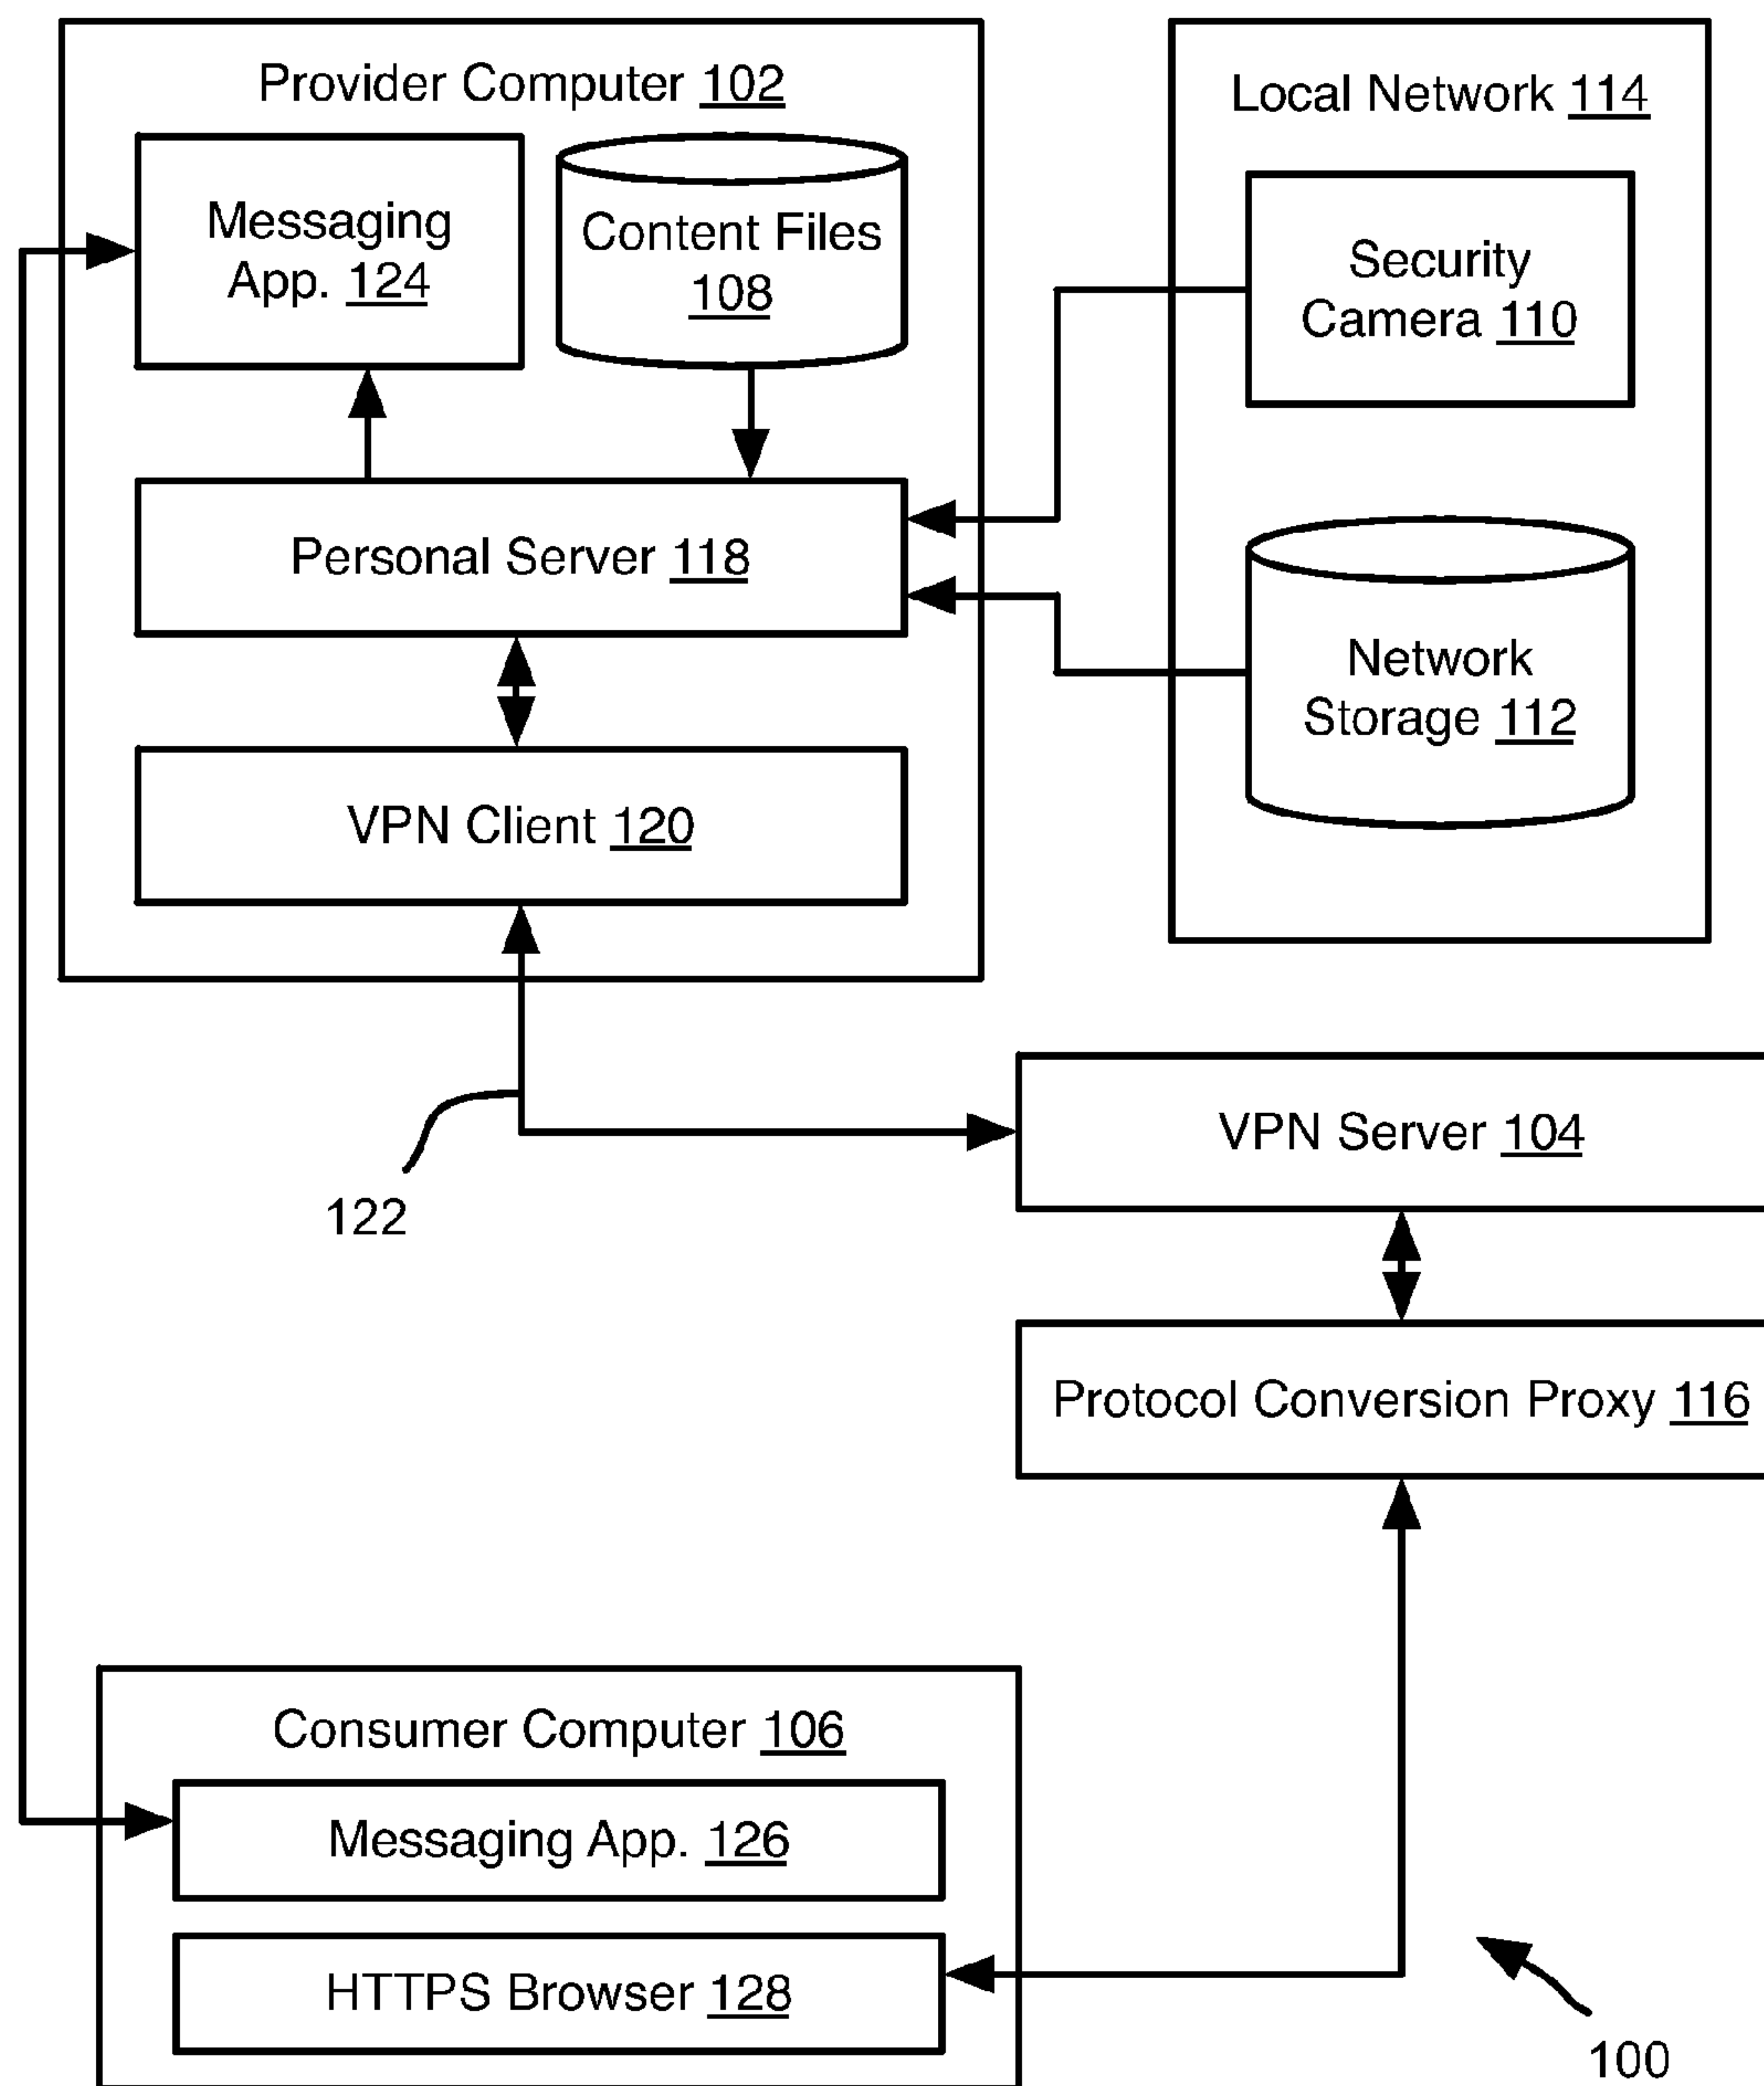 Provider Computer 102
Messaging
App. 124
Content Files
108
Personal Server 118
VPN Client 120
Local Network 114
Security
Camera 110
Network
Storage 112
122
VPN Server 104
Protocol Conversion Proxy 116
Consumer Computer 106
Messaging App. 126
HTTPS Browser 128
100